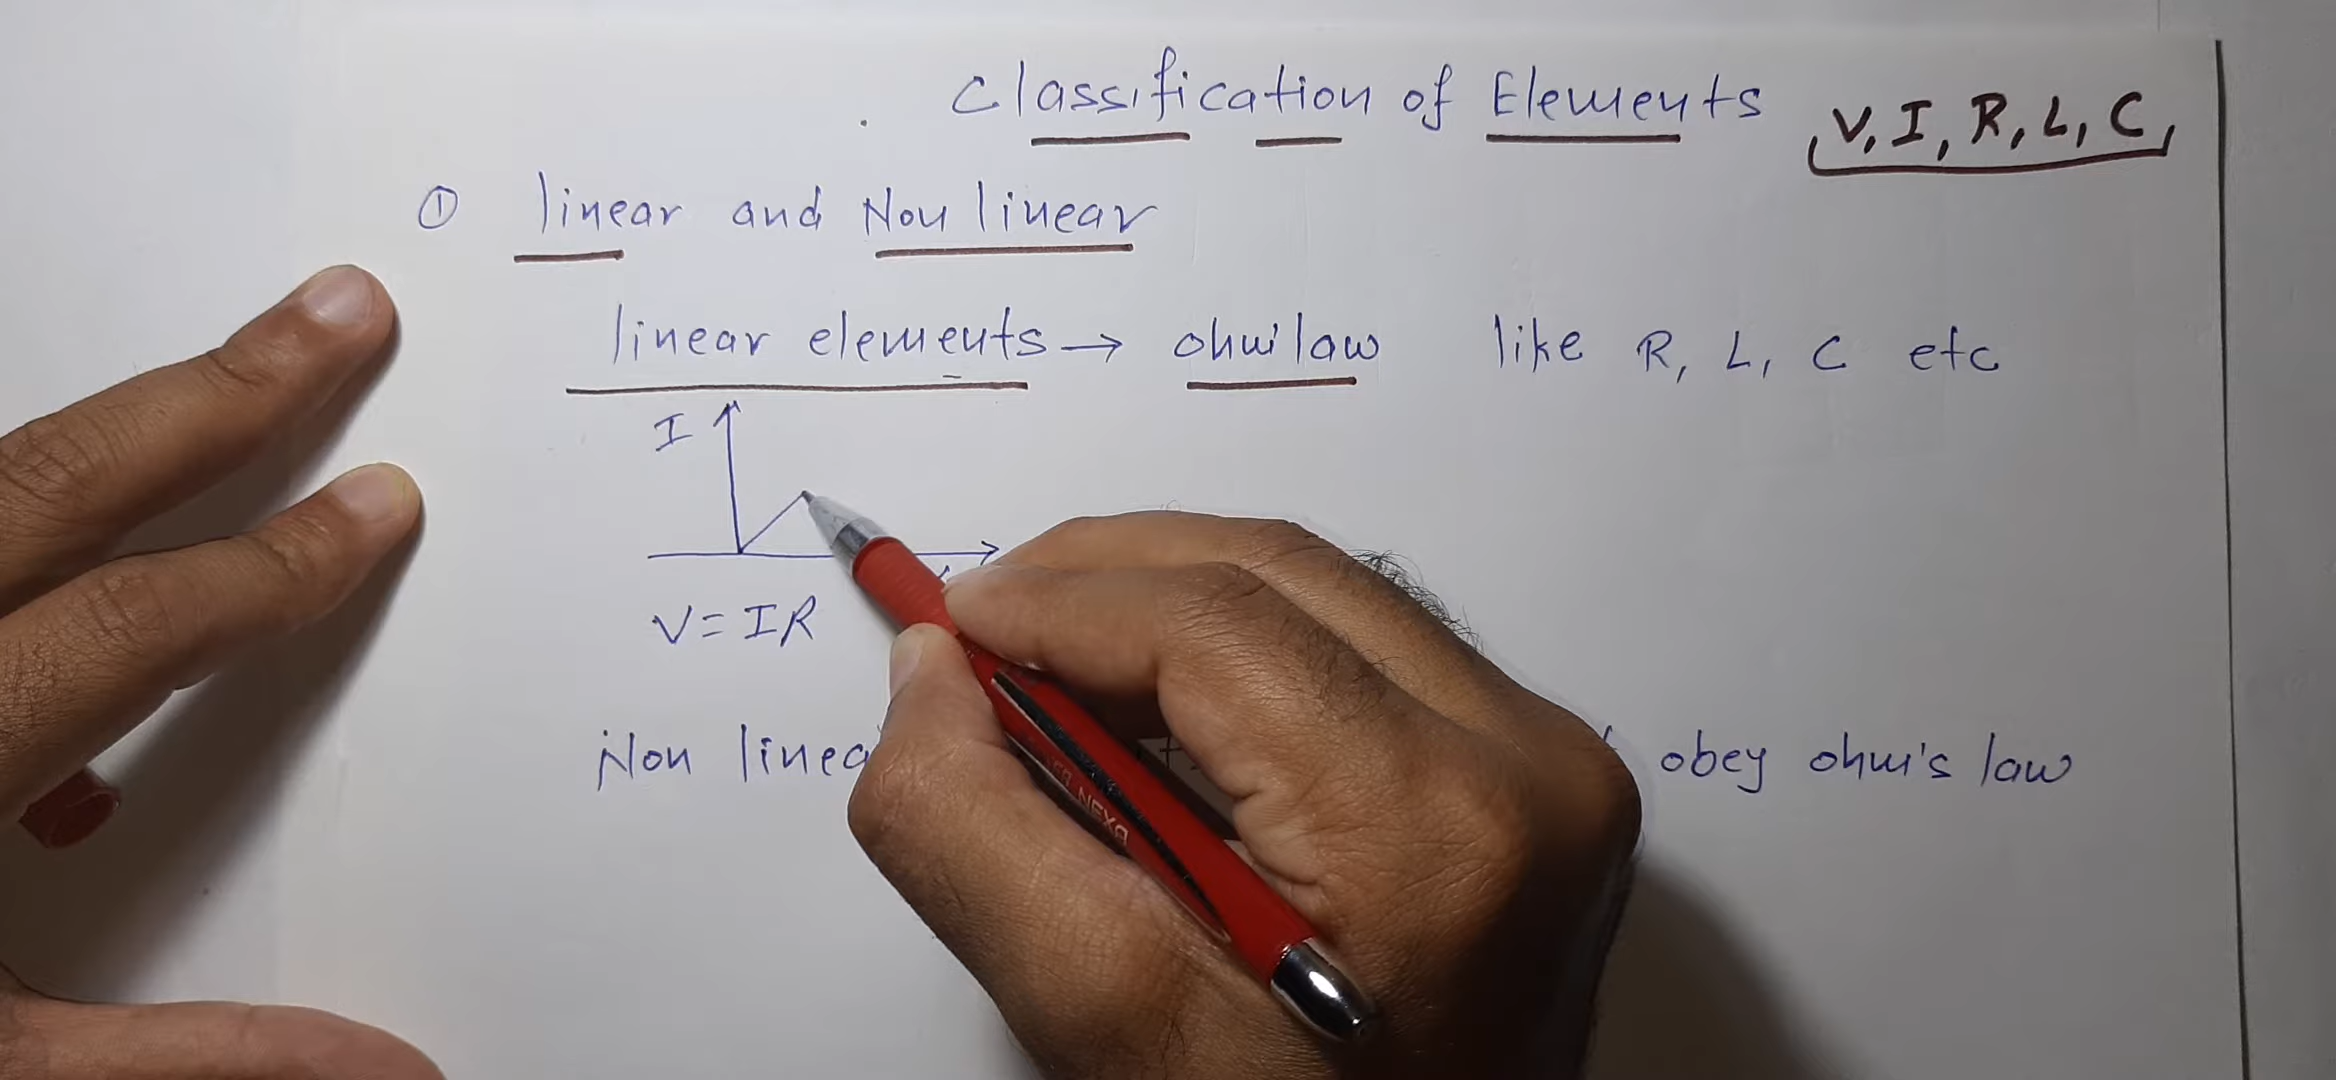 Classification of Elements V, I, R, L, C,
① linear and Non linear
linear elements → ohm' law like R, L, C etc
I
V = IR
Non linea obey ohm's law
NEXA